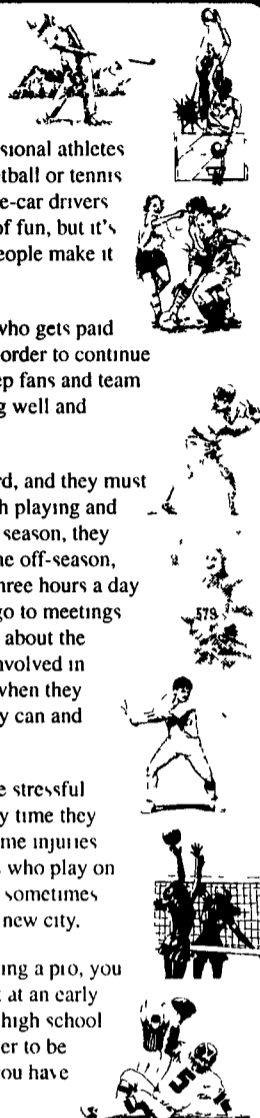 sional athletes
tball or tennis
e-car drivers
of fun, but it's
eople make it
who gets paid
order to continue
ep fans and team
g well and
rd, and they must
h playing and
season, they
ne off-season,
hree hours a day
go to meetings
about the
nvolved in
when they
y can and
579
e stressful
y time they
me injuries
who play on
sometimes
new city.
ing a pro, you
at an early
high school
er to be
ou have
5